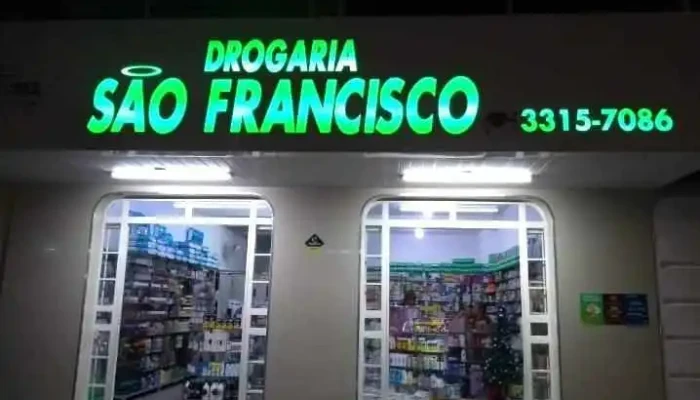 DROGARIA
SÃO FRANCISCO
3315-7086